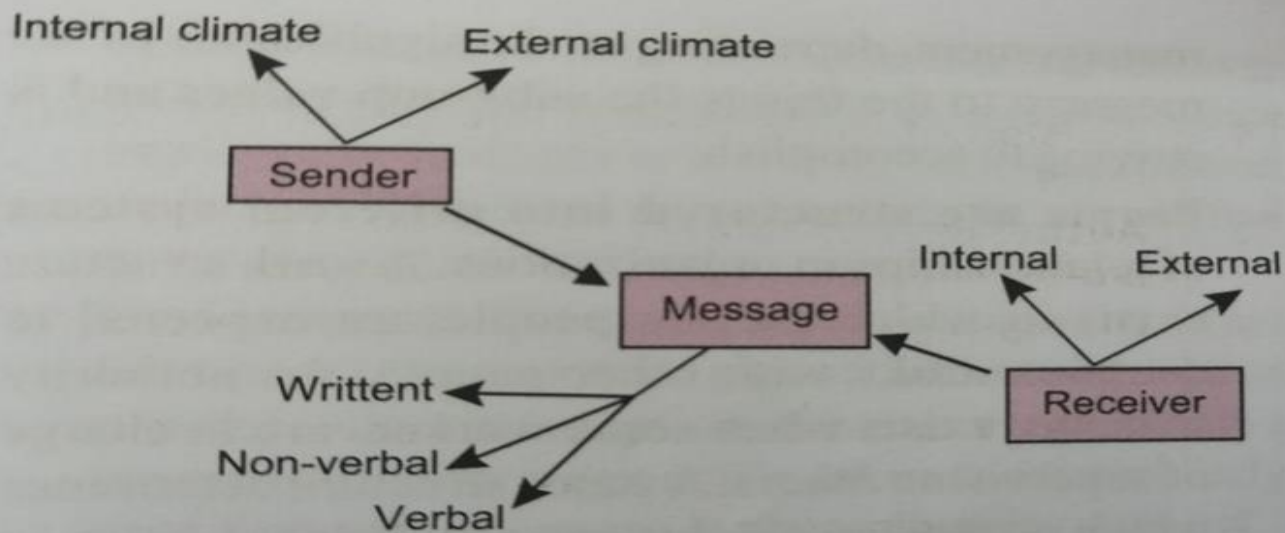 Internal climate
External climate
Sender
Internal
External
Message
Writtent
Receiver
Non-verbal
Verbal